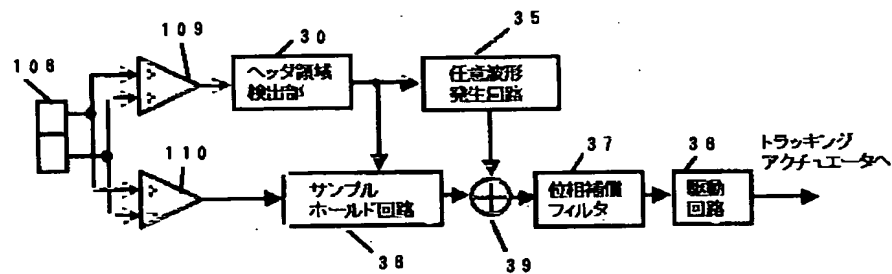 109
30
35
108
ヘッダ領域
検出部
任意波形
発生回路
110
37
38
トラッキング
アクチュエータへ
サンプル
ホールド回路
位相補償
フィルタ
駆動
回路
39